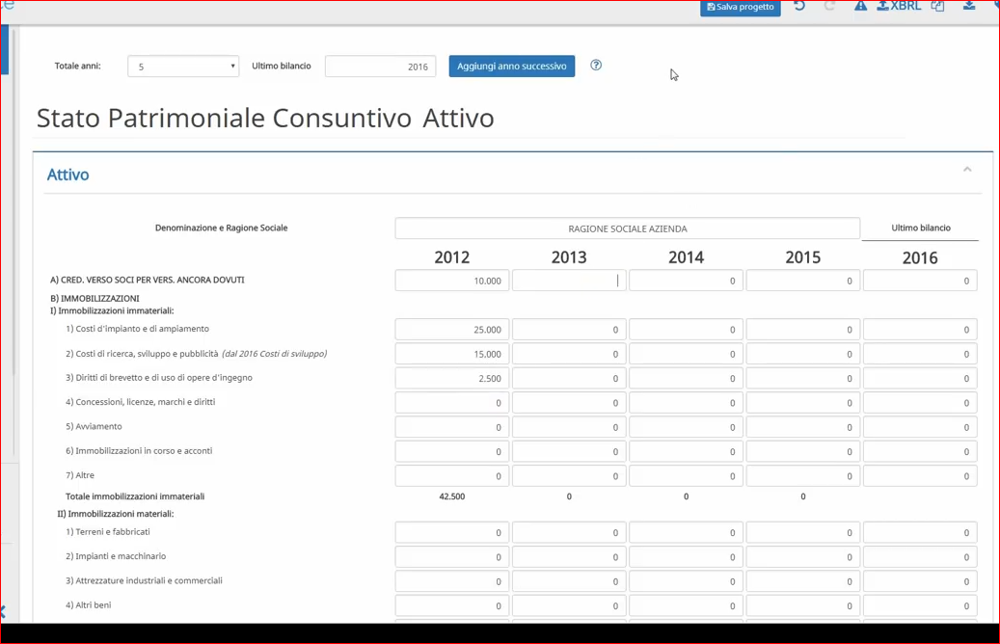 Salva progetto XBRL
Totale anni: 5 Ultimo bilancio 2016 Aggiungi anno successivo ?
Stato Patrimoniale Consuntivo Attivo
Attivo
Denominazione e Ragione Sociale RAGIONE SOCIALE AZIENDA Ultimo bilancio
2012 2013 2014 2015 2016
A) CRED. VERSO SOCI PER VERS. ANCORA DOVUTI 10.000 0 0 0
B) IMMOBILIZZAZIONI
I) Immobilizzazioni immateriali:
1) Costi d'impianto e di ampiamento 25.000 0 0 0 0
2) Costi di ricerca, sviluppo e pubblicità (dal 2016 Costi di sviluppo) 15.000 0 0 0 0
3) Diritti di brevetto e di uso di opere d'ingegno 2.500 0 0 0 0
4) Concessioni, licenze, marchi e diritti 0 0 0 0 0
5) Avviamento 0 0 0 0 0
6) Immobilizzazioni in corso e acconti 0 0 0 0 0
7) Altre 0 0 0 0 0
Totale immobilizzazioni immateriali 42.500 0 0 0
II) Immobilizzazioni materiali:
1) Terreni e fabbricati 0 0 0 0 0
2) Impianti e macchinario 0 0 0 0 0
3) Attrezzature industriali e commerciali 0 0 0 0 0
4) Altri beni 0 0 0 0 0